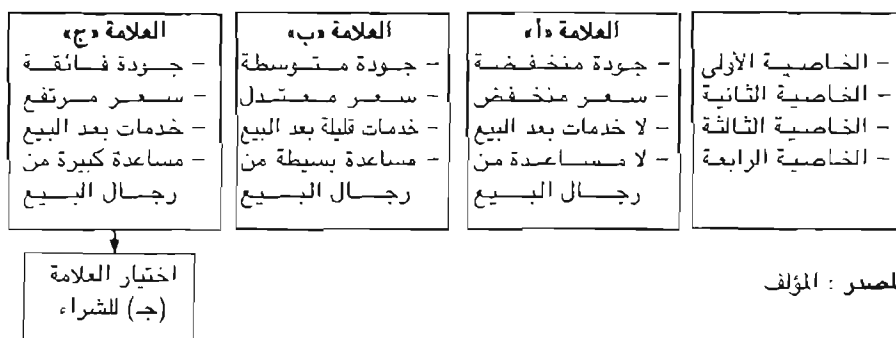 - الخاصية الأولى
- الخاصية الثانية
- الخاصية الثالثة
- الخاصية الرابعة
العلامة «أ»
- جودة منخفضة
- سعر منخفض
- لا خدمات بعد البيع
- لا مساعدة من
رجال البيع
العلامة «ب»
- جودة متوسطة
- سعر معتدل
- خدمات قليلة بعد البيع
- مساعدة بسيطة من
رجال البيع
العلامة «ج»
- جودة فائقة
- سعر مرتفع
- خدمات بعد البيع
- مساعدة كبيرة من
رجال البيع
اختيار العلامة
(جـ) للشراء
لمصدر : المؤلف